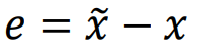 e = x̃ − x